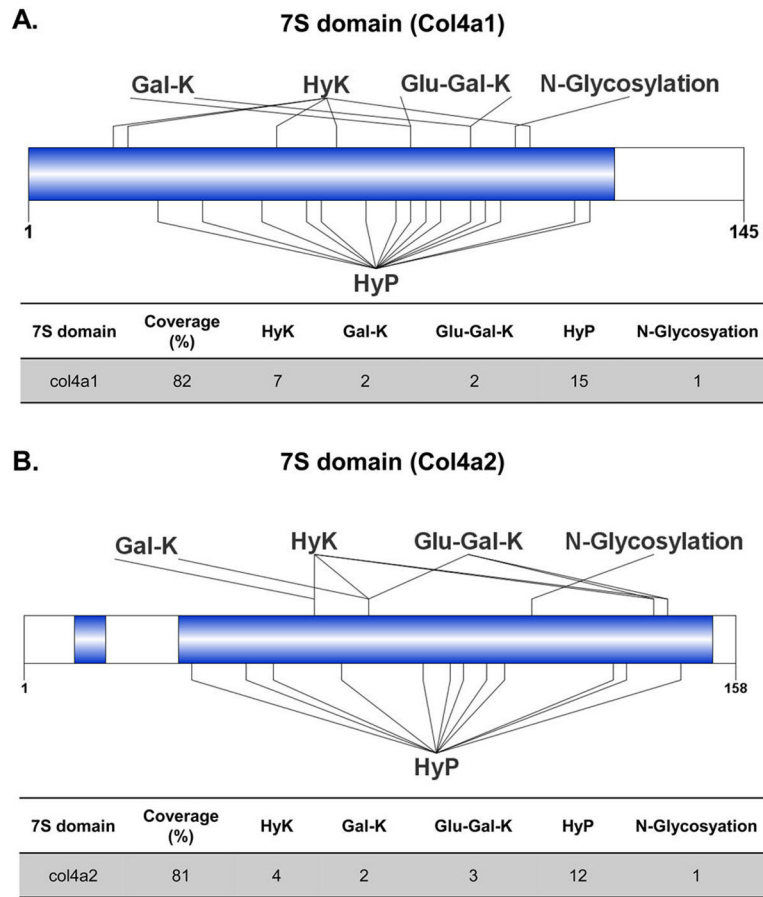 A.
7S domain (Col4a1)
Gal-K HyK Glu-Gal-K N-Glycosylation
1 145
HyP
7S domain Coverage (%) HyK Gal-K Glu-Gal-K HyP N-Glycosyation
col4a1 82 7 2 2 15 1
B.
7S domain (Col4a2)
Gal-K HyK Glu-Gal-K N-Glycosylation
1 158
HyP
7S domain Coverage (%) HyK Gal-K Glu-Gal-K HyP N-Glycosyation
col4a2 81 4 2 3 12 1